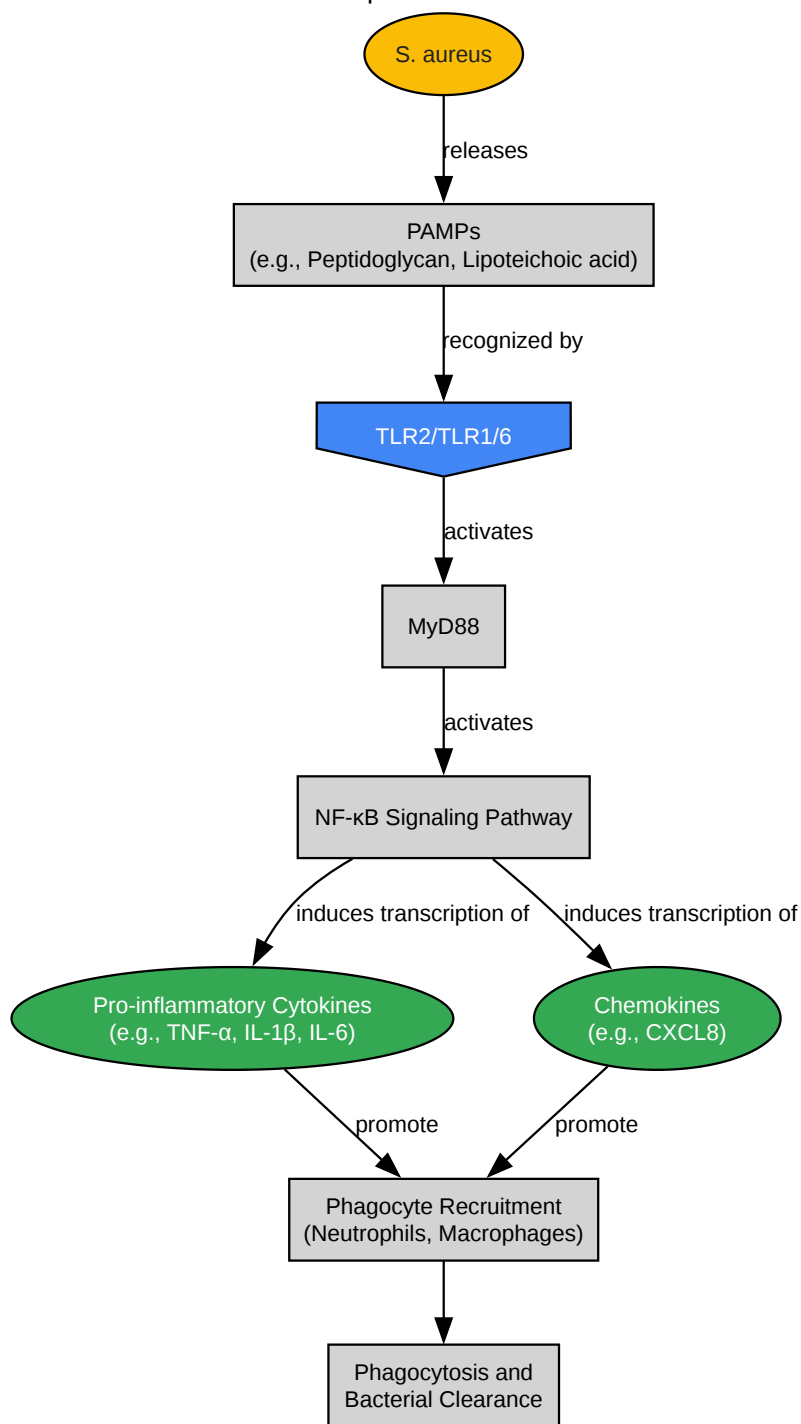 S. aureus
releases
PAMPs
(e.g., Peptidoglycan, Lipoteichoic acid)
recognized by
TLR2/TLR1/6
activates
MyD88
activates
NF-κB Signaling Pathway
induces transcription of
induces transcription of
Pro-inflammatory Cytokines
(e.g., TNF-α, IL-1β, IL-6)
Chemokines
(e.g., CXCL8)
promote
promote
Phagocyte Recruitment
(Neutrophils, Macrophages)
Phagocytosis and
Bacterial Clearance